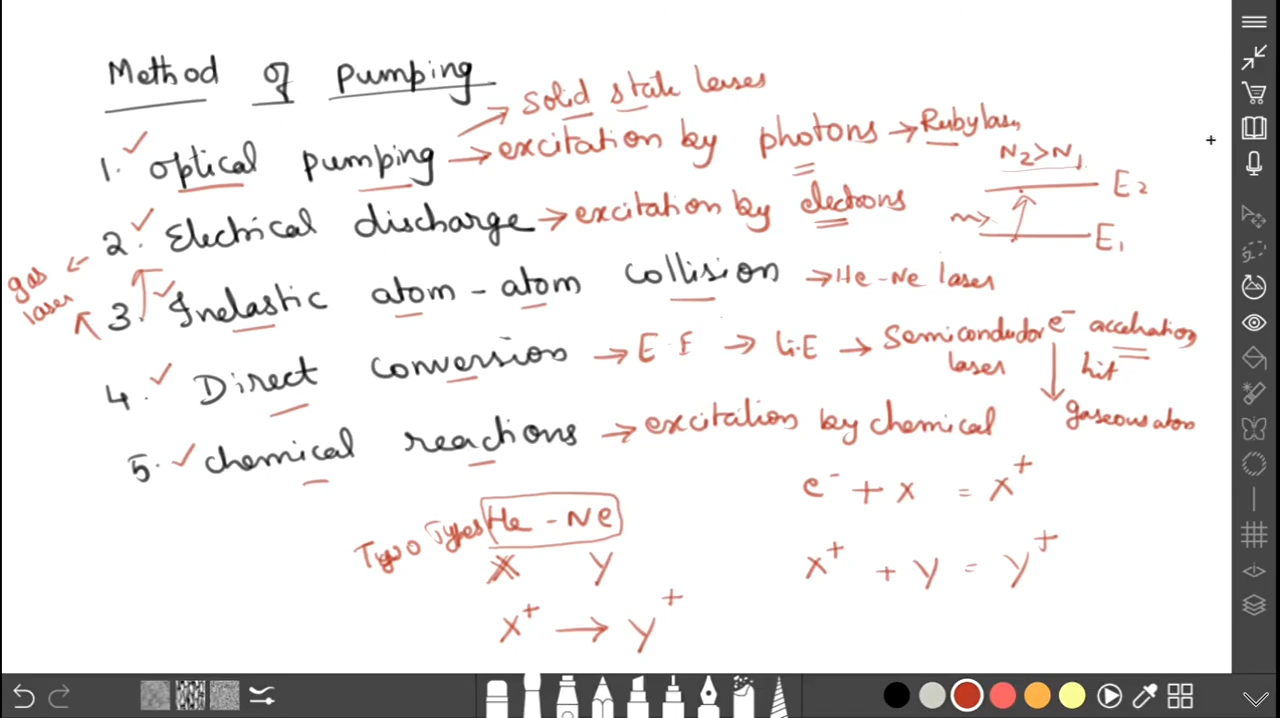 Method of Pumping
→ Solid state lasers
1. optical pumping → excitation by photons → Ruby laser
N2>N1
E2
E1
2. Electrical discharge → excitation by electrons
gas laser
3. Inelastic atom-atom collision → He-Ne laser
4. Direct conversion → E.E → Li.E → Semiconductor laser
e- acceleration
hit
gaseous atom
5. chemical reactions → excitation by chemical
e- + x = x+
Two Types He-Ne
X Y
x+ + y = y+
x+ → y+